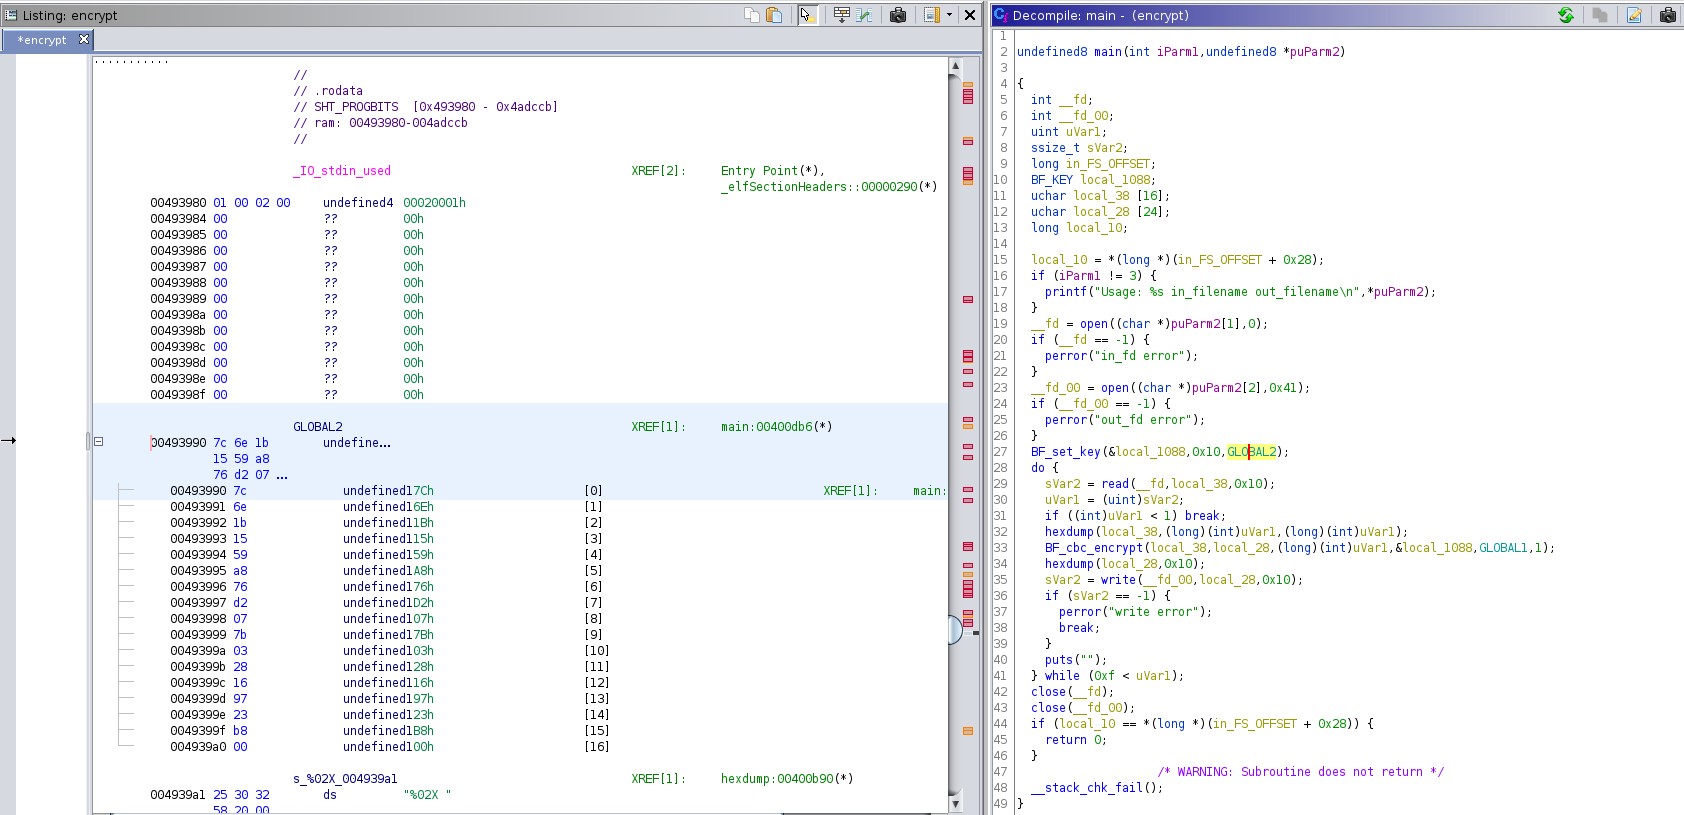 Listing: encrypt
*encrypt
...........
//
// .rodata
// SHT_PROGBITS  [0x493980 - 0x4adccb]
// ram: 00493980-004adccb
//
_IO_stdin_used XREF[2]: Entry Point(*),
_elfSectionHeaders::00000290(*)
00493980 01 00 02 00 undefined4 00020001h
00493984 00 ?? 00h
00493985 00 ?? 00h
00493986 00 ?? 00h
00493987 00 ?? 00h
00493988 00 ?? 00h
00493989 00 ?? 00h
0049398a 00 ?? 00h
0049398b 00 ?? 00h
0049398c 00 ?? 00h
0049398d 00 ?? 00h
0049398e 00 ?? 00h
0049398f 00 ?? 00h
GLOBAL2 XREF[1]: main:00400db6(*)
00493990 7c 6e 1b undefine...
15 59 a8
76 d2 07 ...
00493990 7c undefined17Ch [0] XREF[1]: main:
00493991 6e undefined16Eh [1]
00493992 1b undefined11Bh [2]
00493993 15 undefined115h [3]
00493994 59 undefined159h [4]
00493995 a8 undefined1A8h [5]
00493996 76 undefined176h [6]
00493997 d2 undefined1D2h [7]
00493998 07 undefined107h [8]
00493999 7b undefined17Bh [9]
0049399a 03 undefined103h [10]
0049399b 28 undefined128h [11]
0049399c 16 undefined116h [12]
0049399d 97 undefined197h [13]
0049399e 23 undefined123h [14]
0049399f b8 undefined1B8h [15]
004939a0 00 undefined100h [16]
s_%02X_004939a1 XREF[1]: hexdump:00400b90(*)
004939a1 25 30 32 ds "%02X "
58 20 00
Decompile: main - (encrypt)
1
2 undefined8 main(int iParm1,undefined8 *puParm2)
3
4 {
5 int __fd;
6 int __fd_00;
7 uint uVar1;
8 ssize_t sVar2;
9 long in_FS_OFFSET;
10 BF_KEY local_1088;
11 uchar local_38 [16];
12 uchar local_28 [24];
13 long local_10;
14
15 local_10 = *(long *)(in_FS_OFFSET + 0x28);
16 if (iParm1 != 3) {
17 printf("Usage: %s in_filename out_filename\n",*puParm2);
18 }
19 __fd = open((char *)puParm2[1],0);
20 if (__fd == -1) {
21 perror("in_fd error");
22 }
23 __fd_00 = open((char *)puParm2[2],0x41);
24 if (__fd_00 == -1) {
25 perror("out_fd error");
26 }
27 BF_set_key(&local_1088,0x10,GLOBAL2);
28 do {
29 sVar2 = read(__fd,local_38,0x10);
30 uVar1 = (uint)sVar2;
31 if ((int)uVar1 < 1) break;
32 hexdump(local_38,(long)(int)uVar1,(long)(int)uVar1);
33 BF_cbc_encrypt(local_38,local_28,(long)(int)uVar1,&local_1088,GLOBAL1,1);
34 hexdump(local_28,0x10);
35 sVar2 = write(__fd_00,local_28,0x10);
36 if (sVar2 == -1) {
37 perror("write error");
38 break;
39 }
40 puts("");
41 } while (0xf < uVar1);
42 close(__fd);
43 close(__fd_00);
44 if (local_10 == *(long *)(in_FS_OFFSET + 0x28)) {
45 return 0;
46 }
47 /* WARNING: Subroutine does not return */
48 __stack_chk_fail();
49 }